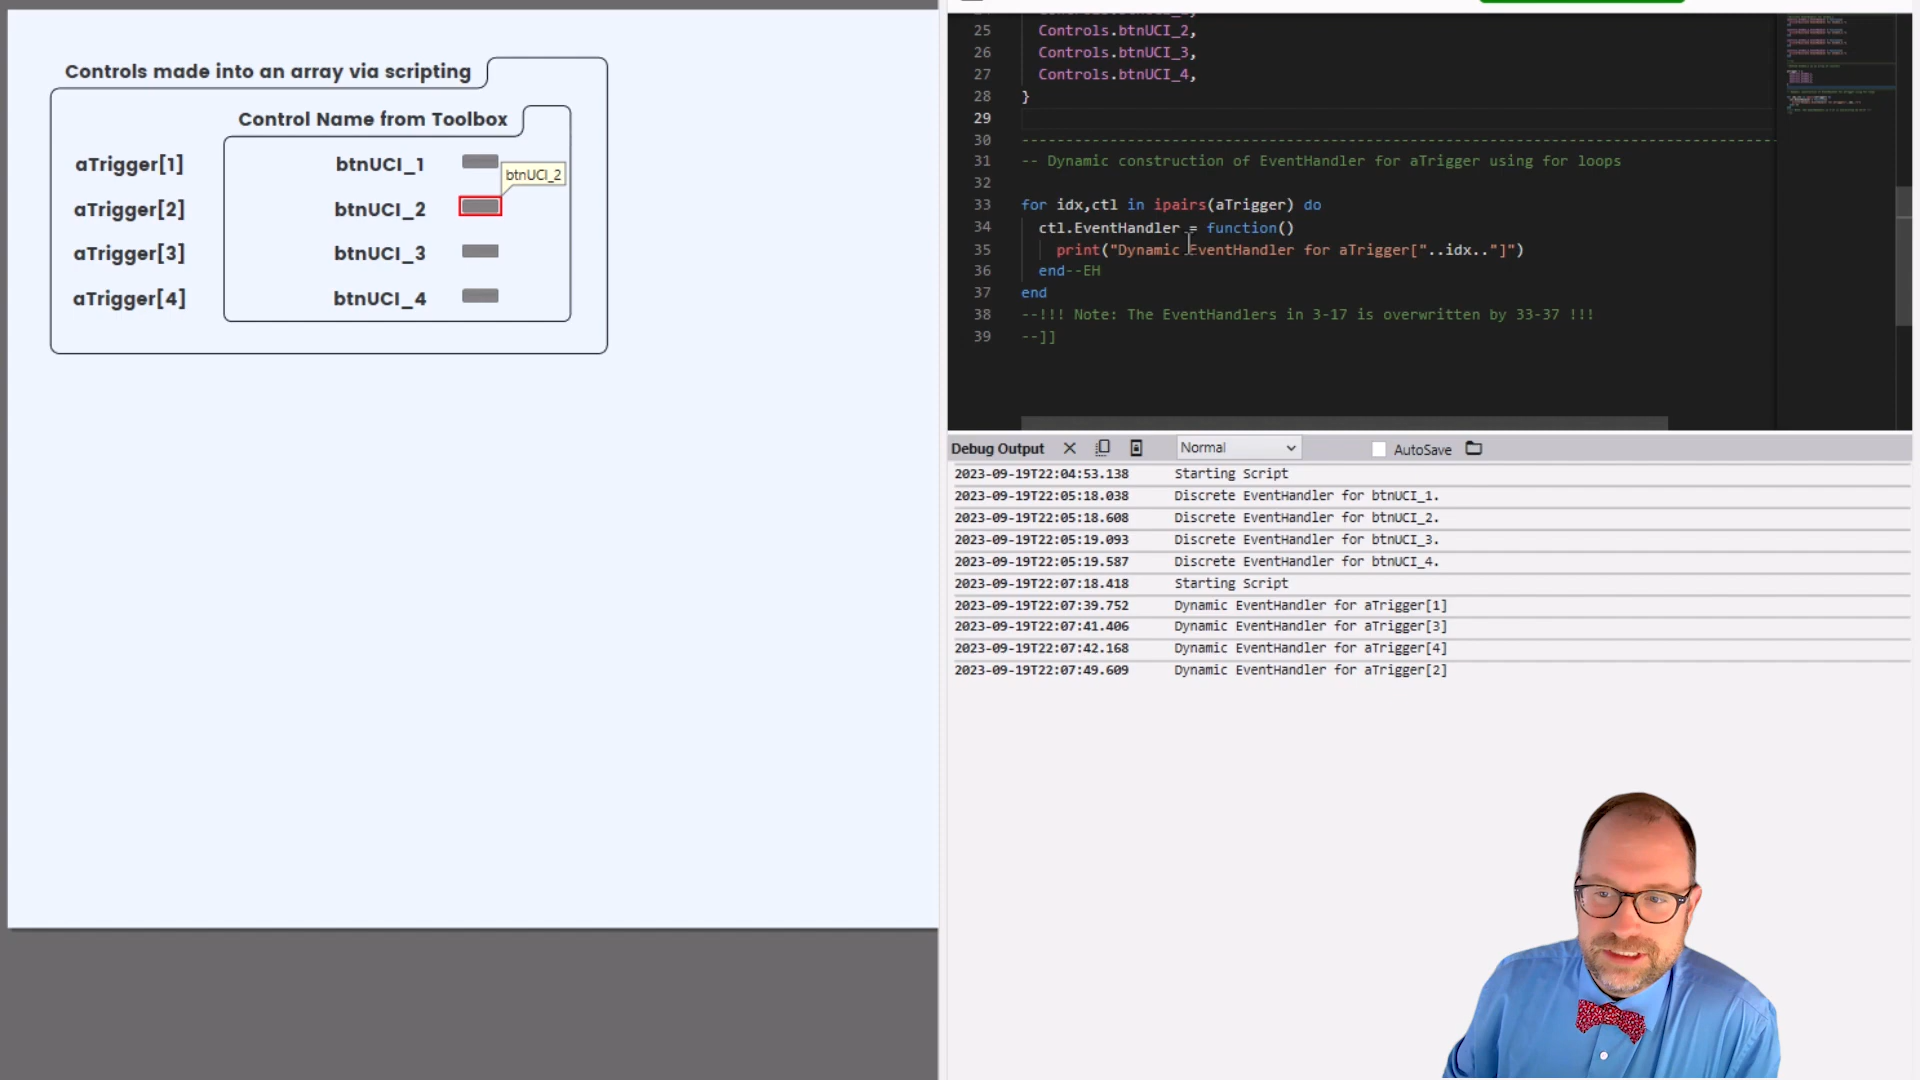 Controls made into an array via scripting
Control Name from Toolbox
aTrigger[1] btnUCI_1
btnUCI_2
aTrigger[2] btnUCI_2
aTrigger[3] btnUCI_3
aTrigger[4] btnUCI_4
25 Controls.btnUCI_2,
26 Controls.btnUCI_3,
27 Controls.btnUCI_4,
28 }
29
30 --------------------------------------------------------------------------------------
31 -- Dynamic construction of EventHandler for aTrigger using for loops
32
33 for idx,ctl in ipairs(aTrigger) do
34 ctl.EventHandler = function()
35 print("Dynamic EventHandler for aTrigger["..idx.."]")
36 end--EH
37 end
38 --!!! Note: The EventHandlers in 3-17 is overwritten by 33-37 !!!
39 --]]
Debug Output Normal AutoSave
2023-09-19T22:04:53.138 Starting Script
2023-09-19T22:05:18.038 Discrete EventHandler for btnUCI_1.
2023-09-19T22:05:18.608 Discrete EventHandler for btnUCI_2.
2023-09-19T22:05:19.093 Discrete EventHandler for btnUCI_3.
2023-09-19T22:05:19.587 Discrete EventHandler for btnUCI_4.
2023-09-19T22:07:18.418 Starting Script
2023-09-19T22:07:39.752 Dynamic EventHandler for aTrigger[1]
2023-09-19T22:07:41.406 Dynamic EventHandler for aTrigger[3]
2023-09-19T22:07:42.168 Dynamic EventHandler for aTrigger[4]
2023-09-19T22:07:49.609 Dynamic EventHandler for aTrigger[2]